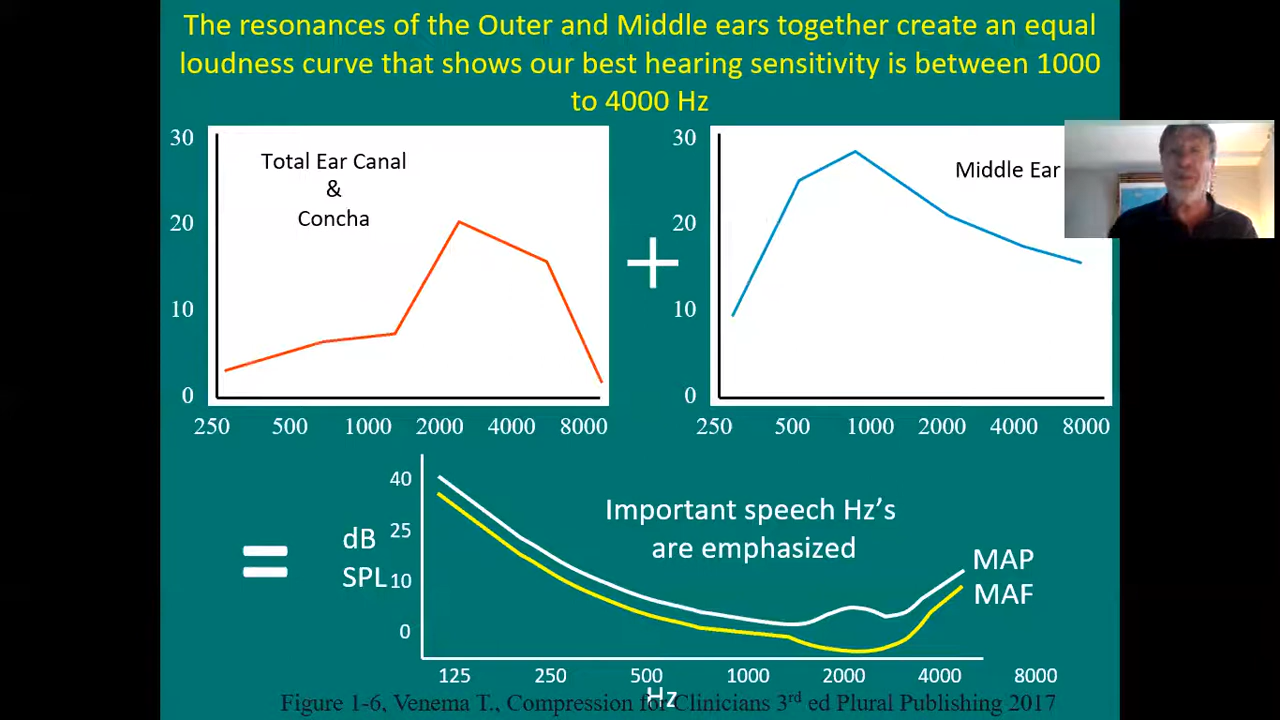 The resonances of the Outer and Middle ears together create an equal
loudness curve that shows our best hearing sensitivity is between 1000
to 4000 Hz
30
20
10
0
Total Ear Canal
&
Concha
250 500 1000 2000 4000 8000
+
30
20
10
0
Middle Ear
250 500 1000 2000 4000 8000
=
dB
SPL
40
25
10
0
Important speech Hz's
are emphasized
MAP
MAF
125 250 500 1000 2000 4000 8000
Hz
Figure 1-6, Venema T., Compression for Clinicians 3rd ed Plural Publishing 2017